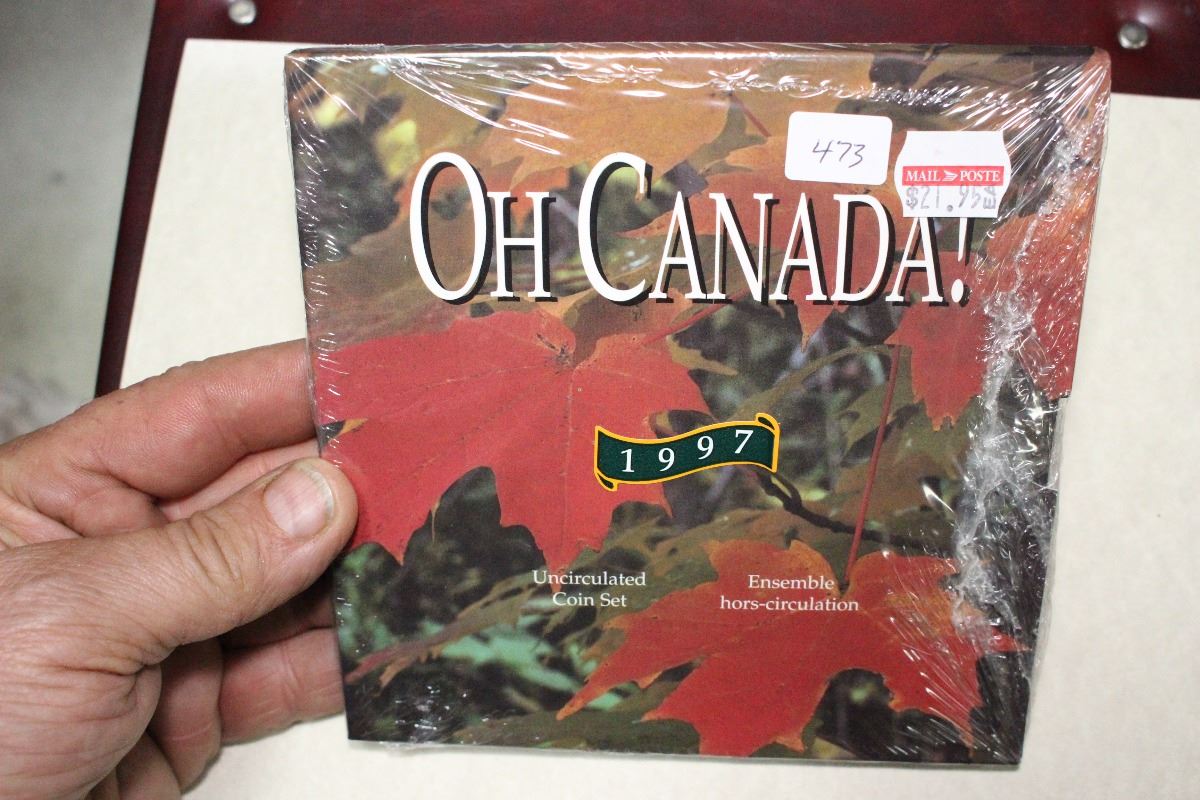 473
MAIL POSTE
$21.95
OH CANADA!
1997
Uncirculated
Coin Set
Ensemble
hors-circulation